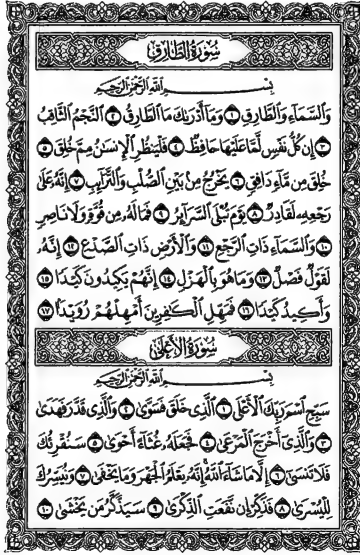 سُورَةُ الطَّارِقِ
بِسْمِ اللَّهِ الرَّحْمَٰنِ الرَّحِيمِ
وَالسَّمَاءِ وَالطَّارِقِ ١ وَمَا أَدْرَاكَ مَا الطَّارِقُ ٢ النَّجْمُ الثَّاقِبُ
٣ إِن كُلُّ نَفْسٍ لَّمَّا عَلَيْهَا حَافِظٌ ٤ فَلْيَنظُرِ الْإِنسَانُ مِمَّ خُلِقَ ٥
خُلِقَ مِن مَّاءٍ دَافِقٍ ٦ يَخْرُجُ مِن بَيْنِ الصُّلْبِ وَالتَّرَائِبِ ٧ إِنَّهُ عَلَىٰ
رَجْعِهِ لَقَادِرٌ ٨ يَوْمَ تُبْلَى السَّرَائِرُ ٩ فَمَا لَهُ مِن قُوَّةٍ وَلَا نَاصِرٍ
١٠ وَالسَّمَاءِ ذَاتِ الرَّجْعِ ١١ وَالْأَرْضِ ذَاتِ الصَّدْعِ ١٢ إِنَّهُ
لَقَوْلٌ فَصْلٌ ١٣ وَمَا هُوَ بِالْهَزْلِ ١٤ إِنَّهُمْ يَكِيدُونَ كَيْدًا ١٥
وَأَكِيدُ كَيْدًا ١٦ فَمَهِّلِ الْكَافِرِينَ أَمْهِلْهُمْ رُوَيْدًا ١٧
سُورَةُ الْأَعْلَىٰ
بِسْمِ اللَّهِ الرَّحْمَٰنِ الرَّحِيمِ
سَبِّحِ اسْمَ رَبِّكَ الْأَعْلَى ١ الَّذِي خَلَقَ فَسَوَّىٰ ٢ وَالَّذِي قَدَّرَ فَهَدَىٰ
٣ وَالَّذِي أَخْرَجَ الْمَرْعَىٰ ٤ فَجَعَلَهُ غُثَاءً أَحْوَىٰ ٥ سَنُقْرِئُكَ
فَلَا تَنسَىٰ ٦ إِلَّا مَا شَاءَ اللَّهُ إِنَّهُ يَعْلَمُ الْجَهْرَ وَمَا يَخْفَىٰ ٧ وَنُيَسِّرُكَ
لِلْيُسْرَىٰ ٨ فَذَكِّرْ إِن نَّفَعَتِ الذِّكْرَىٰ ٩ سَيَذَّكَّرُ مَن يَخْشَىٰ ١٠